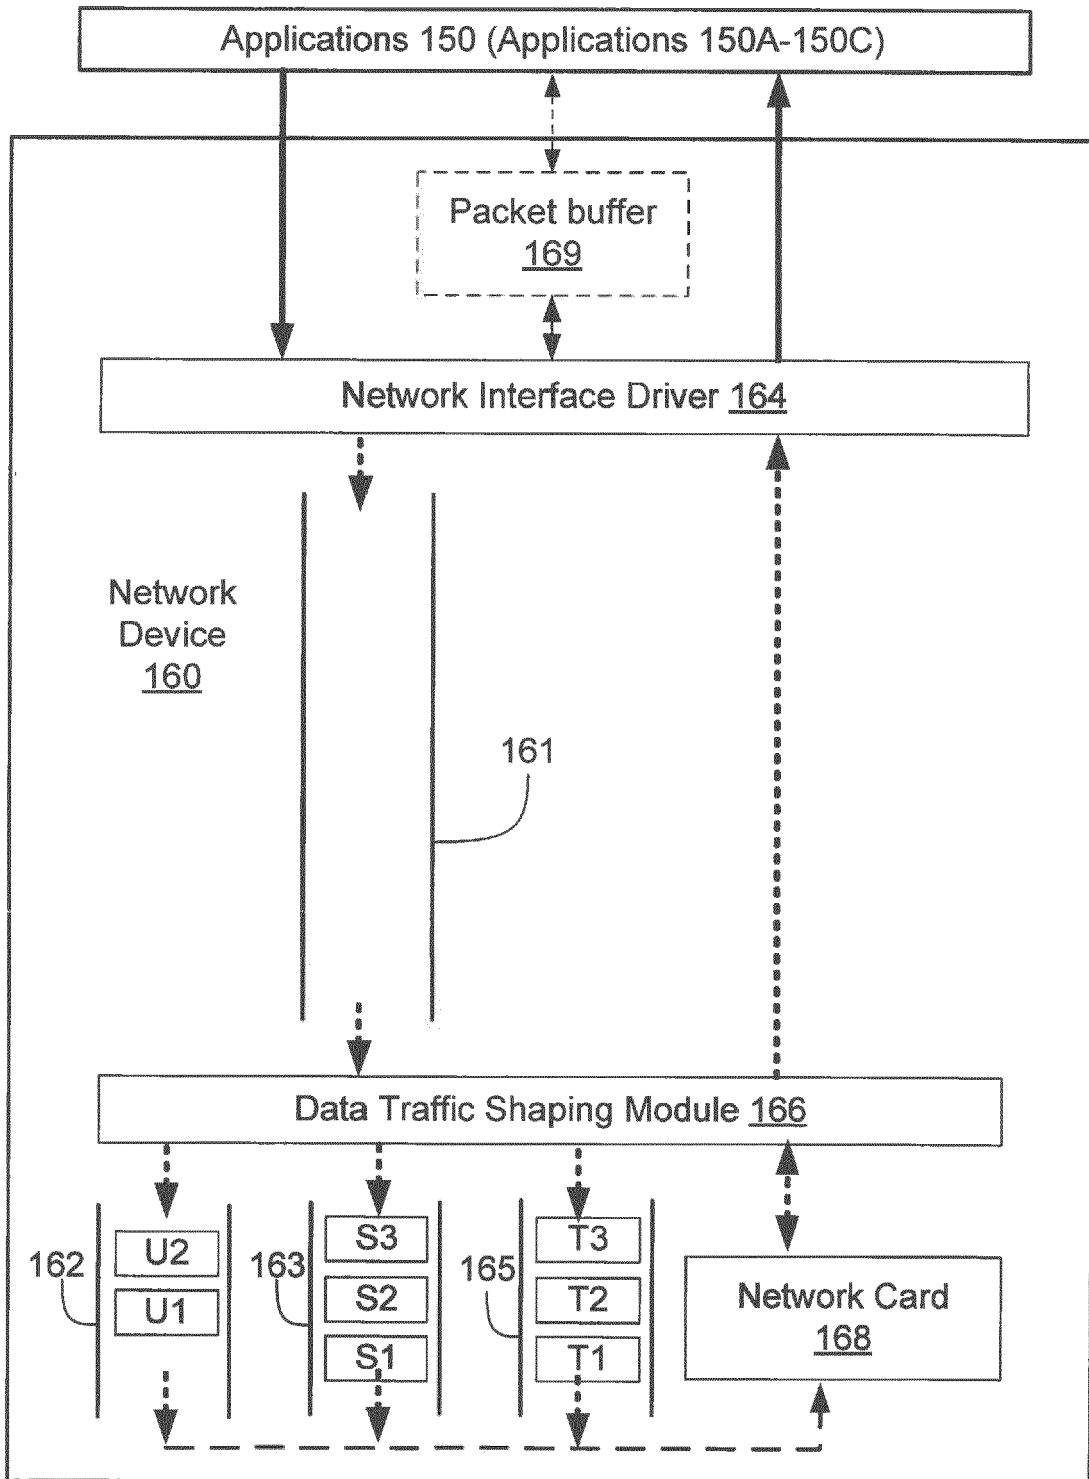 Applications 150 (Applications 150A-150C)
Packet buffer
169
Network Interface Driver 164
Network
Device
160
161
Data Traffic Shaping Module 166
162
U2
U1
163
S3
S2
S1
165
T3
T2
T1
Network Card
168